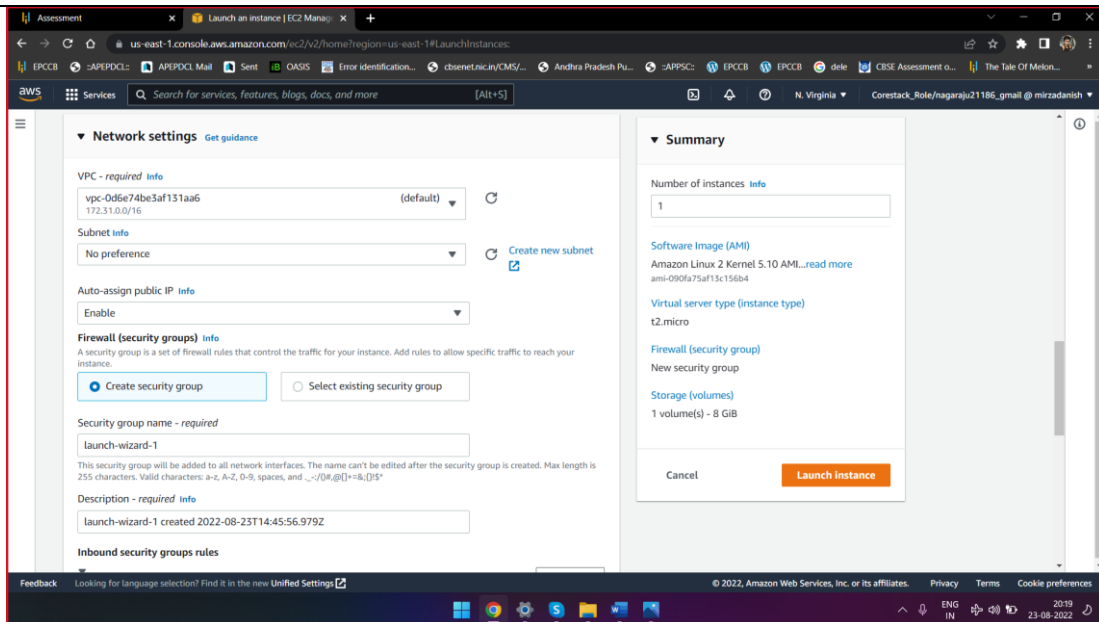 Assessment
Launch an instance | EC2 Manag
us-east-1.console.aws.amazon.com/ec2/v2/home?region=us-east-1#LaunchInstances:
EPCCB ::APEPDCL:: APEPDCL Mail Sent OASIS Error identification... cbsenet.nic.in/CMS/... Andhra Pradesh Pu... ::APPSC:: EPCCB EPCCB dele CBSE Assessment o... The Tale Of Melon... »
aws Services Search for services, features, blogs, docs, and more [Alt+S] N. Virginia Corestack_Role/nagaraju21186_gmail @ mirzadanish
Network settings Get guidance
VPC - required Info
vpc-0d6e74be3af131aa6 (default)
172.31.0.0/16
Subnet Info
No preference
Create new subnet
Auto-assign public IP Info
Enable
Firewall (security groups) Info
A security group is a set of firewall rules that control the traffic for your instance. Add rules to allow specific traffic to reach your
instance.
Create security group Select existing security group
Security group name - required
launch-wizard-1
This security group will be added to all network interfaces. The name can't be edited after the security group is created. Max length is
255 characters. Valid characters: a-z, A-Z, 0-9, spaces, and ._-:/()#,@[]+=&;{}!$*
Description - required Info
launch-wizard-1 created 2022-08-23T14:45:56.979Z
Inbound security groups rules
Summary
Number of instances Info
1
Software Image (AMI)
Amazon Linux 2 Kernel 5.10 AMI...read more
ami-090fa75af13c156b4
Virtual server type (instance type)
t2.micro
Firewall (security group)
New security group
Storage (volumes)
1 volume(s) - 8 GiB
Cancel Launch instance
Feedback Looking for language selection? Find it in the new Unified Settings © 2022, Amazon Web Services, Inc. or its affiliates. Privacy Terms Cookie preferences
ENG
IN
20:19
23-08-2022